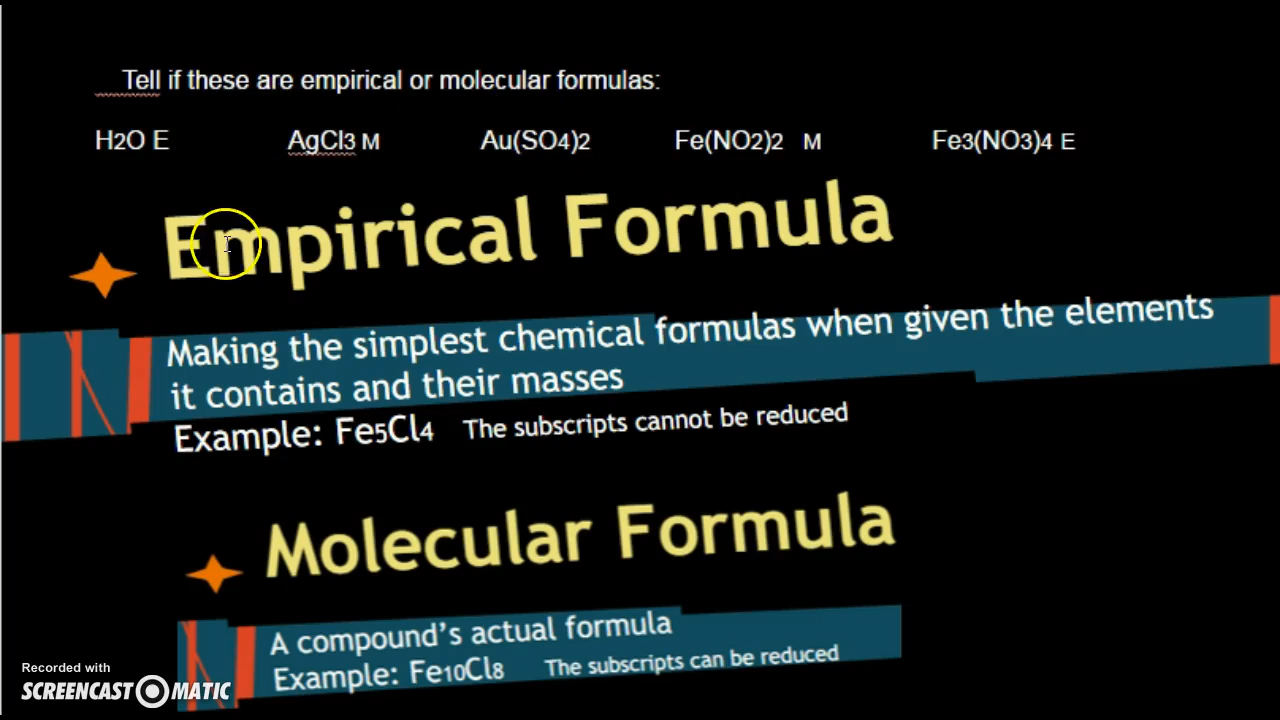 Tell if these are empirical or molecular formulas:
H2O E AgCl3 M Au(SO4)2 Fe(NO2)2 M Fe3(NO3)4 E
Empirical Formula
Making the simplest chemical formulas when given the elements
it contains and their masses
Example: Fe5Cl4 The subscripts cannot be reduced
Molecular Formula
A compound’s actual formula
Example: Fe10Cl8 The subscripts can be reduced
Recorded with
SCREENCAST MATIC